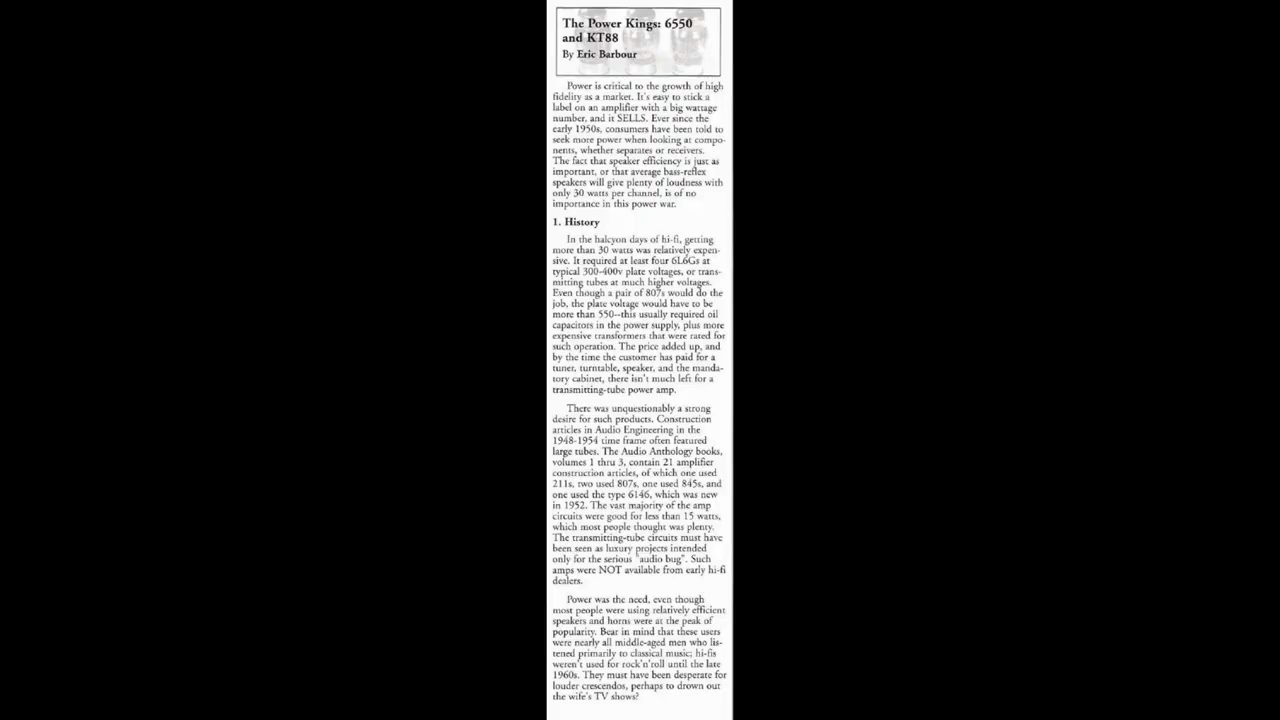 The Power Kings: 6550
and KT88
By Eric Barbour
Power is critical to the growth of high
fidelity as a market. It's easy to stick a
label on an amplifier with a big wattage
number, and it SELLS. Ever since the
early 1950s, consumers have been told to
seek more power when looking at compo-
nents, whether separates or receivers.
The fact that speaker efficiency is just as
important, or that average bass-reflex
speakers will give plenty of loudness with
only 30 watts per channel, is of no
importance in this power war.
1. History
In the halcyon days of hi-fi, getting
more than 30 watts was relatively expen-
sive. It required at least four 6L6Gs at
typical 300-400v plate voltages, or trans-
mitting tubes at much higher voltages.
Even though a pair of 807s would do the
job, the plate voltage would have to be
more than 550--this usually required oil
capacitors in the power supply, plus more
expensive transformers that were rated for
such operation. The price added up, and
by the time the customer has paid for a
tuner, turntable, speaker, and the manda-
tory cabinet, there isn't much left for a
transmitting-tube power amp.
There was unquestionably a strong
desire for such products. Construction
articles in Audio Engineering in the
1948-1954 time frame often featured
large tubes. The Audio Anthology books,
volumes 1 thru 3, contain 21 amplifier
construction articles, of which one used
211s, two used 807s, one used 845s, and
one used the type 6146, which was new
in 1952. The vast majority of the amp
circuits were good for less than 15 watts,
which most people thought was plenty.
The transmitting-tube circuits must have
been seen as luxury projects intended
only for the serious "audio bug". Such
amps were NOT available from early hi-fi
dealers.
Power was the need, even though
most people were using relatively efficient
speakers and horns were at the peak of
popularity. Bear in mind that these users
were nearly all middle-aged men who lis-
tened primarily to classical music; hi-fis
weren't used for rock'n'roll until the late
1960s. They must have been desperate for
louder crescendos, perhaps to drown out
the wife's TV shows?